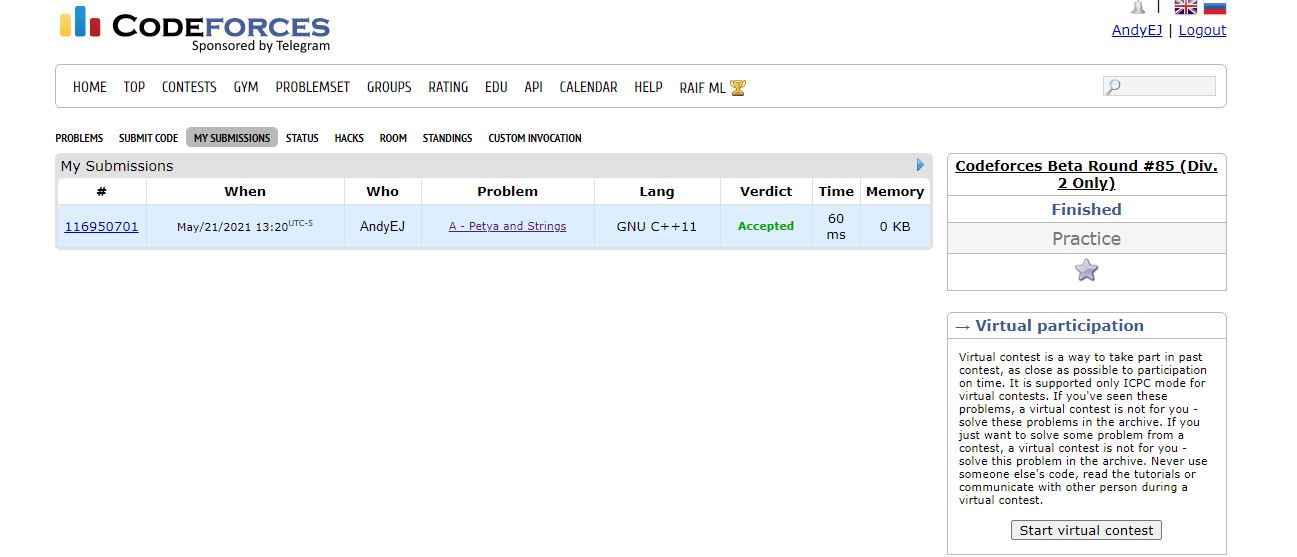 CODEFORCES
Sponsored by Telegram
|
AndyEJ | Logout
HOME TOP CONTESTS GYM PROBLEMSET GROUPS RATING EDU API CALENDAR HELP RAIF ML
PROBLEMS SUBMIT CODE MY SUBMISSIONS STATUS HACKS ROOM STANDINGS CUSTOM INVOCATION
My Submissions
# When Who Problem Lang Verdict Time Memory
116950701 May/21/2021 13:20UTC-5 AndyEJ A - Petya and Strings GNU C++11 Accepted 60 ms 0 KB
Codeforces Beta Round #85 (Div.
2 Only)
Finished
Practice
→ Virtual participation
Virtual contest is a way to take part in past
contest, as close as possible to participation
on time. It is supported only ICPC mode for
virtual contests. If you've seen these
problems, a virtual contest is not for you -
solve these problems in the archive. If you
just want to solve some problem from a
contest, a virtual contest is not for you -
solve this problem in the archive. Never use
someone else's code, read the tutorials or
communicate with other person during a
virtual contest.
Start virtual contest